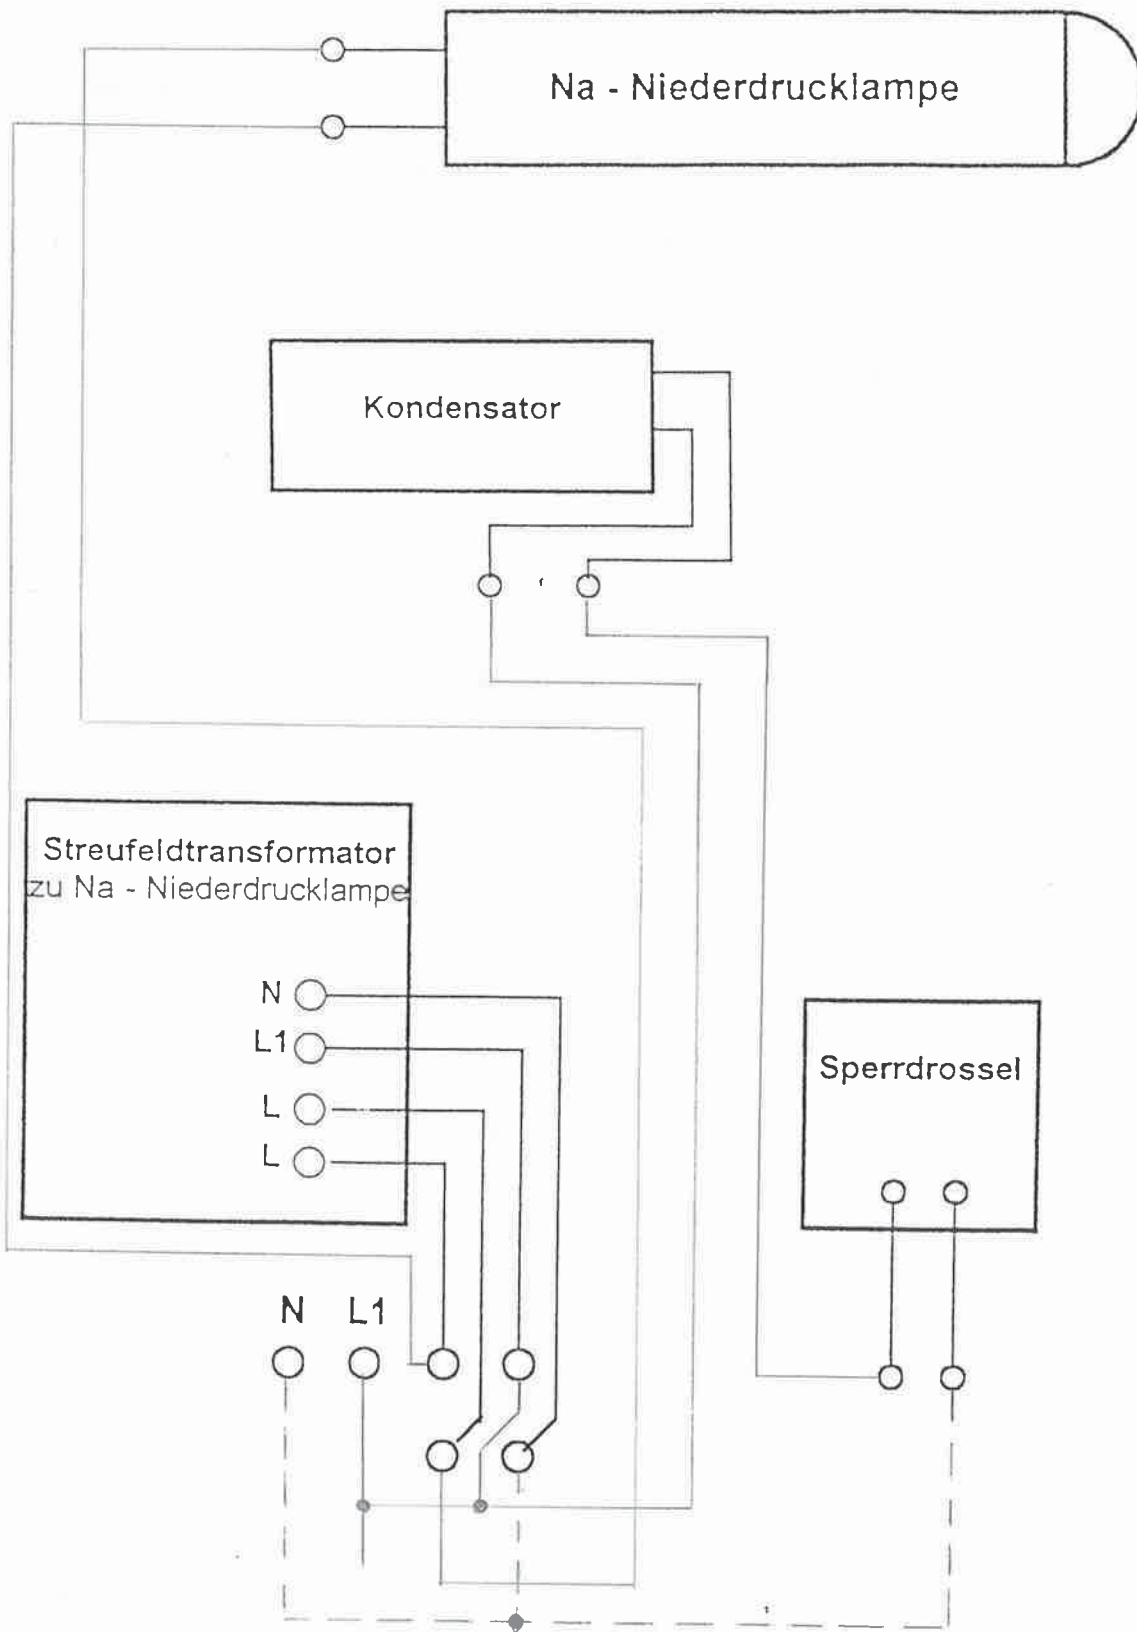 Na - Niederdrucklampe
Kondensator
Streufeldtransformator
zu Na - Niederdrucklampe
N
L1
L
L
Sperrdrossel
N L1